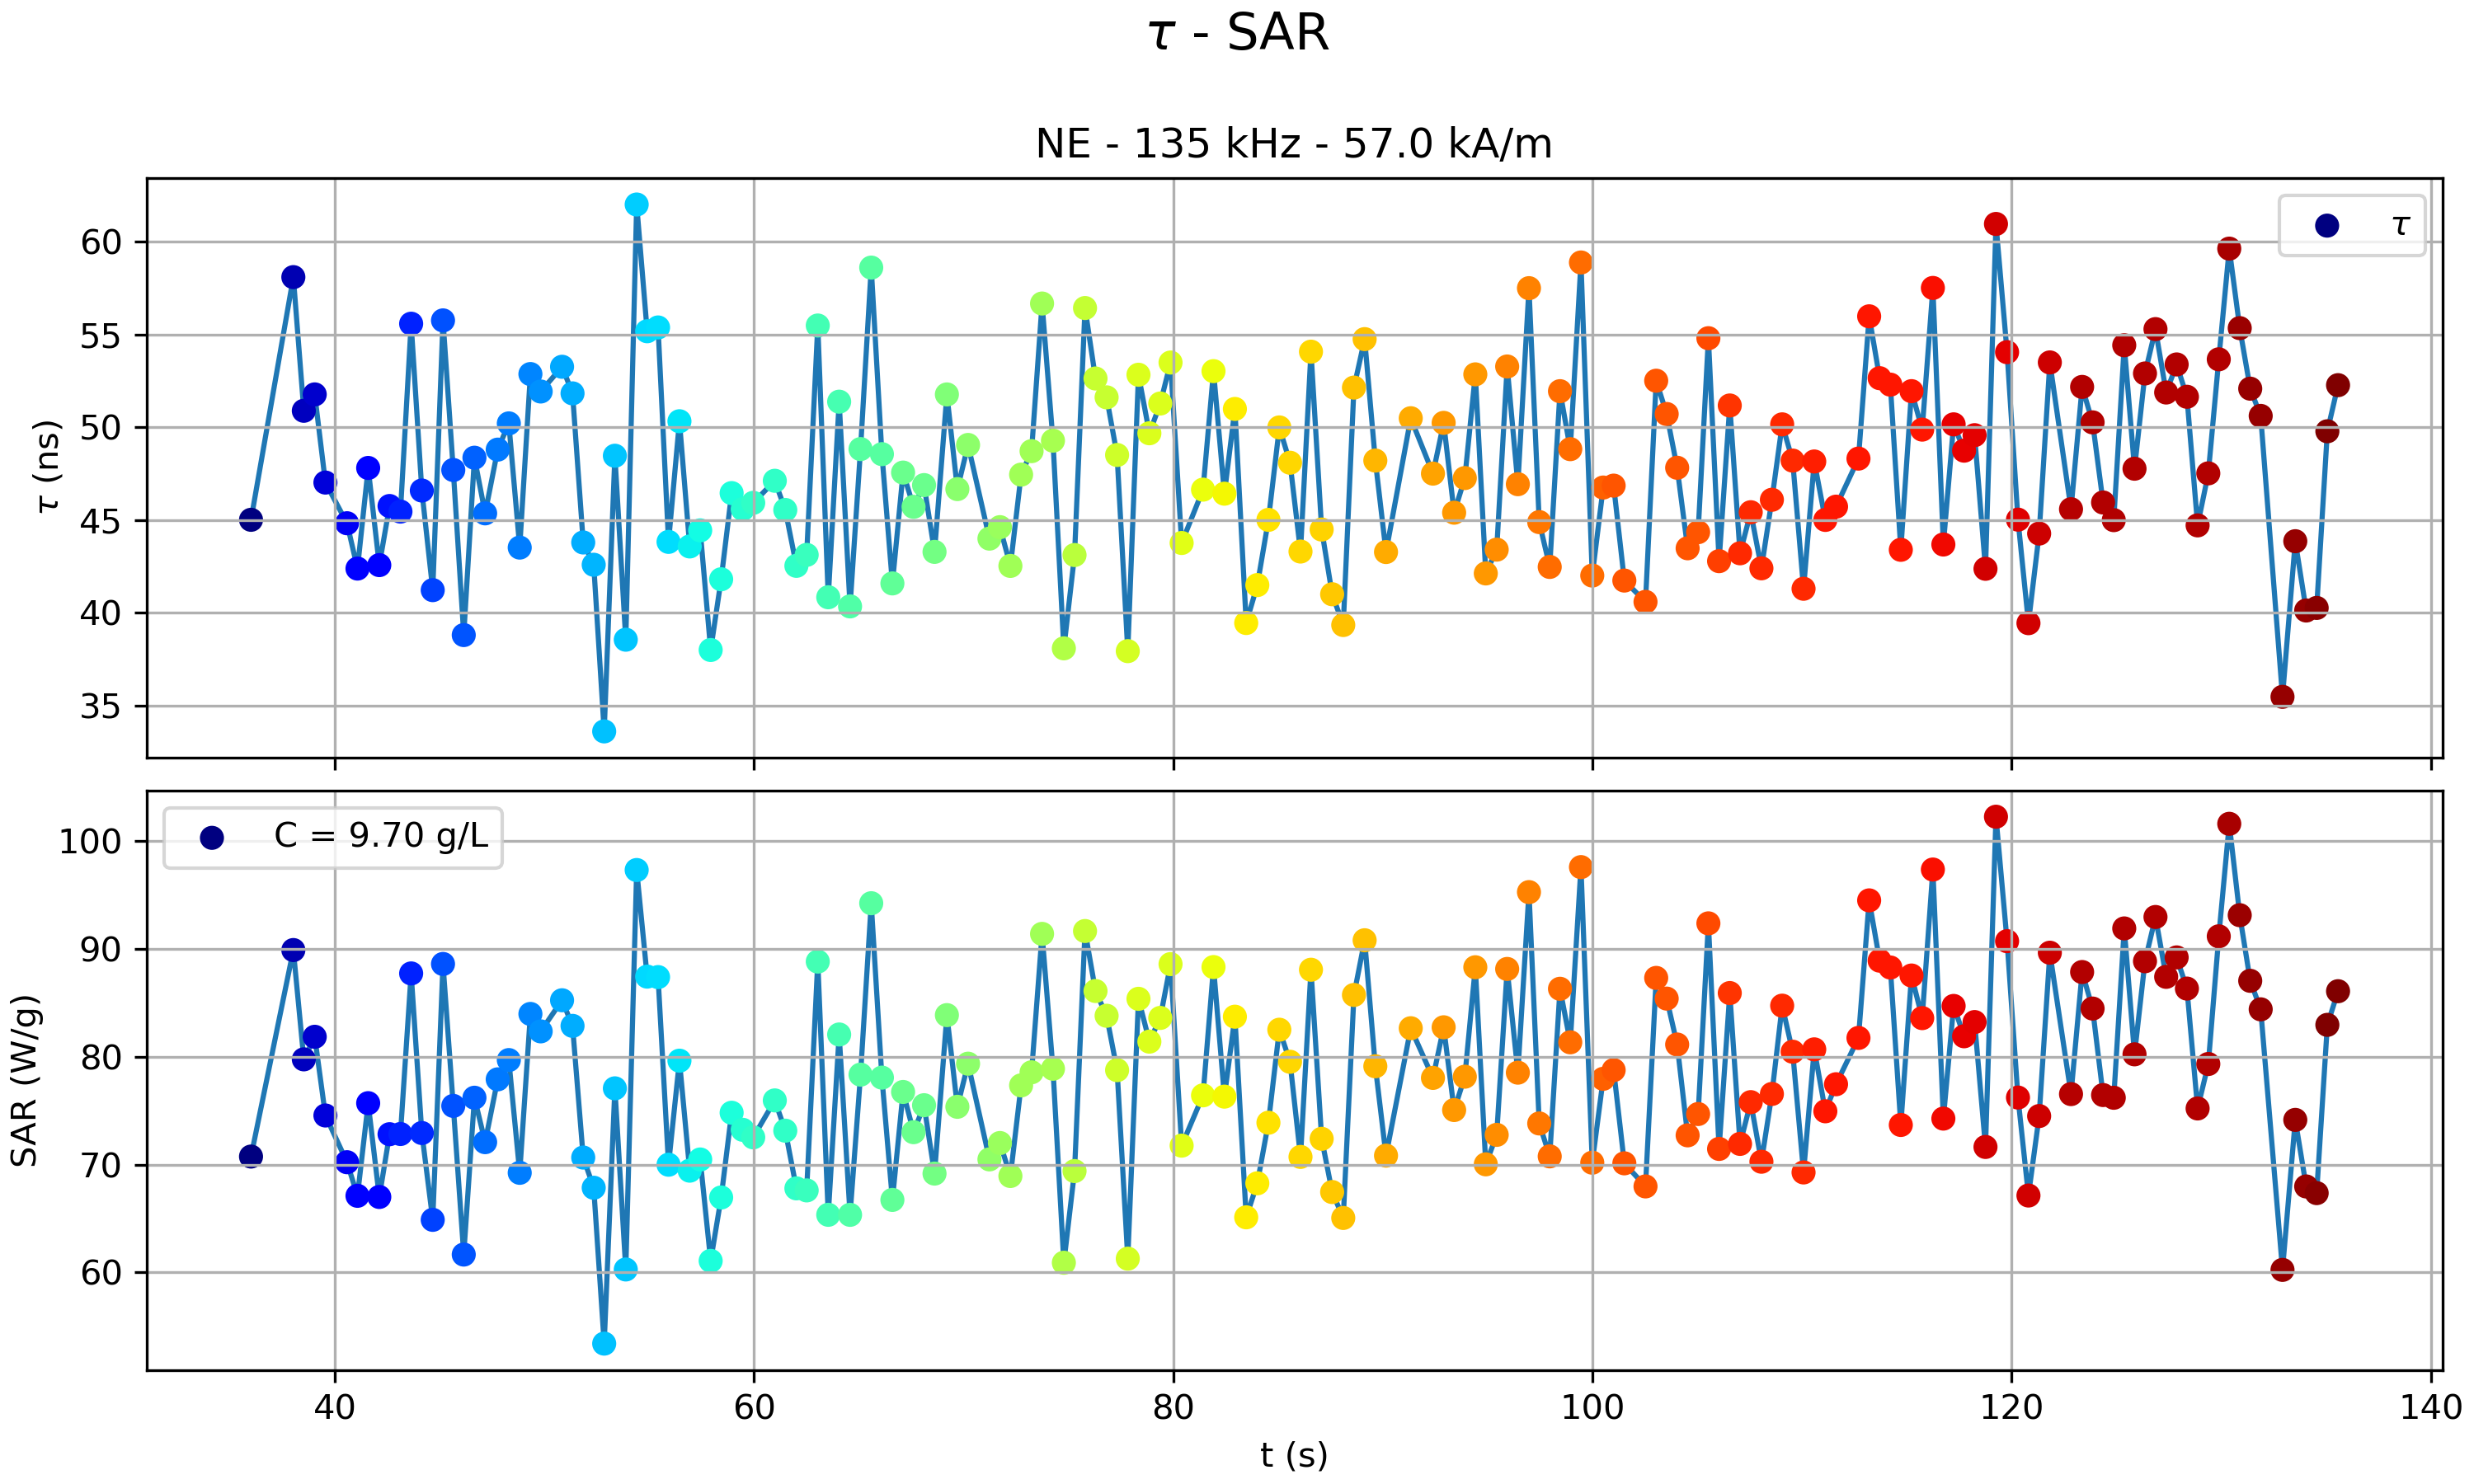 τ - SAR
NE - 135 kHz - 57.0 kA/m
τ
60
55
50
45
40
35
τ (ns)
C = 9.70 g/L
100
90
80
70
60
SAR (W/g)
40 60 80 100 120 140
t (s)